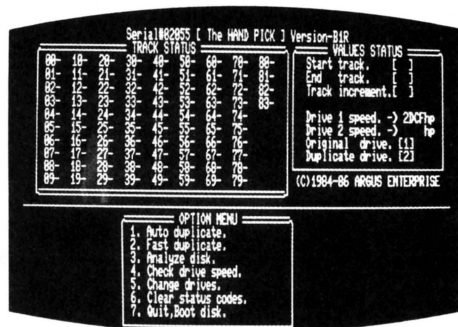 Serial#02055 [ The HAND PICK ] Version-B1R
TRACK STATUS
00- 10- 20- 30- 40- 50- 60- 70- 80-
01- 11- 21- 31- 41- 51- 61- 71- 81-
02- 12- 22- 32- 42- 52- 62- 72- 82-
03- 13- 23- 33- 43- 53- 63- 73- 83-
04- 14- 24- 34- 44- 54- 64- 74-
05- 15- 25- 35- 45- 55- 65- 75-
06- 16- 26- 36- 46- 56- 66- 76-
07- 17- 27- 37- 47- 57- 67- 77-
08- 18- 28- 38- 48- 58- 68- 78-
09- 19- 29- 39- 49- 59- 69- 79-
VALUES STATUS
Start track. [ ]
End track. [ ]
Track increment.[ ]
Drive 1 speed. -> 2DCFhp
Drive 2 speed. -> hp
Original drive. [1]
Duplicate drive. [2]
(C)1984-86 ARGUS ENTERPRISE
OPTION MENU
1. Auto duplicate.
2. Fast duplicate.
3. Analyze disk.
4. Check drive speed.
5. Change drives.
6. Clear status codes.
7. Quit,Boot disk.